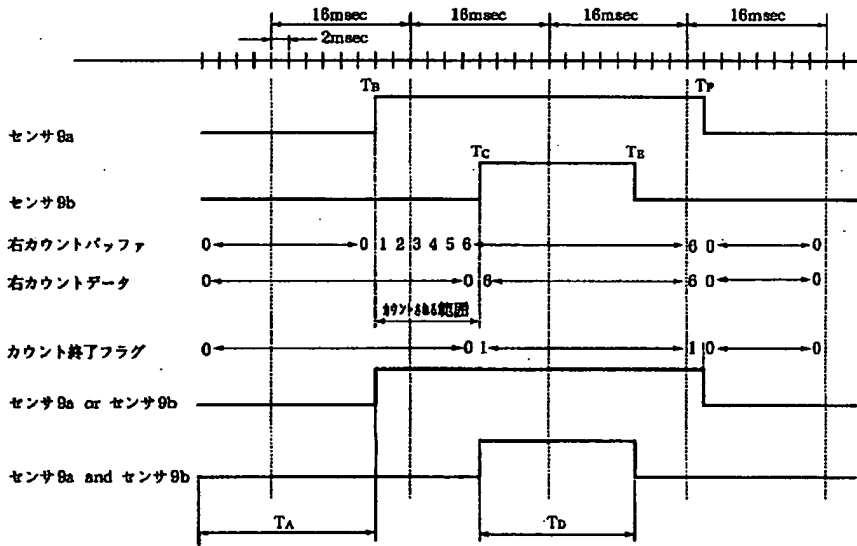 16msec 16msec 16msec 16msec
2msec
TB TF
センサ9a
TC TE
センサ9b
右カウントバッファ 0 0 1 2 3 4 5 6 6 0 0
右カウントデータ 0 0 6 6 0 0
カウントされる範囲
カウント終了フラグ 0 0 1 1 0 0
センサ9a or センサ9b
センサ9a and センサ9b
TA TD